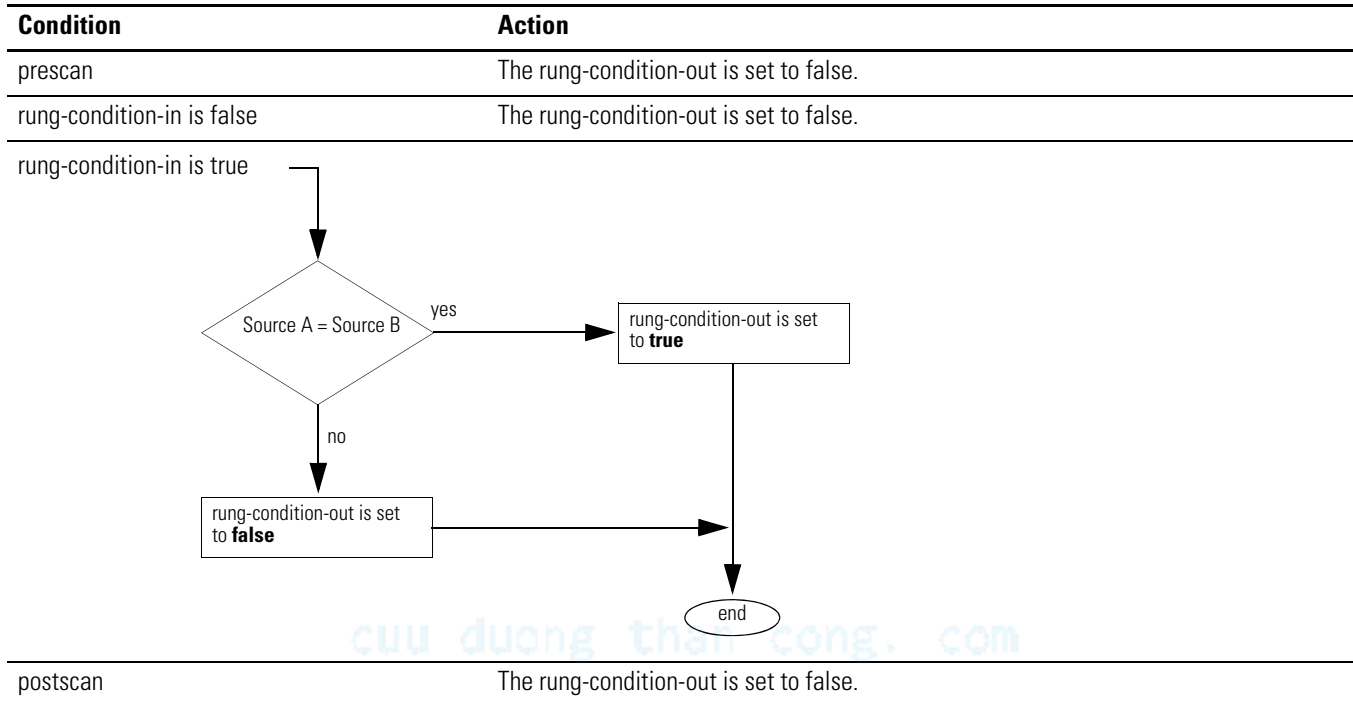 Condition Action
prescan The rung-condition-out is set to false.
rung-condition-in is false The rung-condition-out is set to false.
rung-condition-in is true
Source A = Source B
yes
rung-condition-out is set
to true
no
rung-condition-out is set
to false
end
cuu duong than cong. com
postscan The rung-condition-out is set to false.